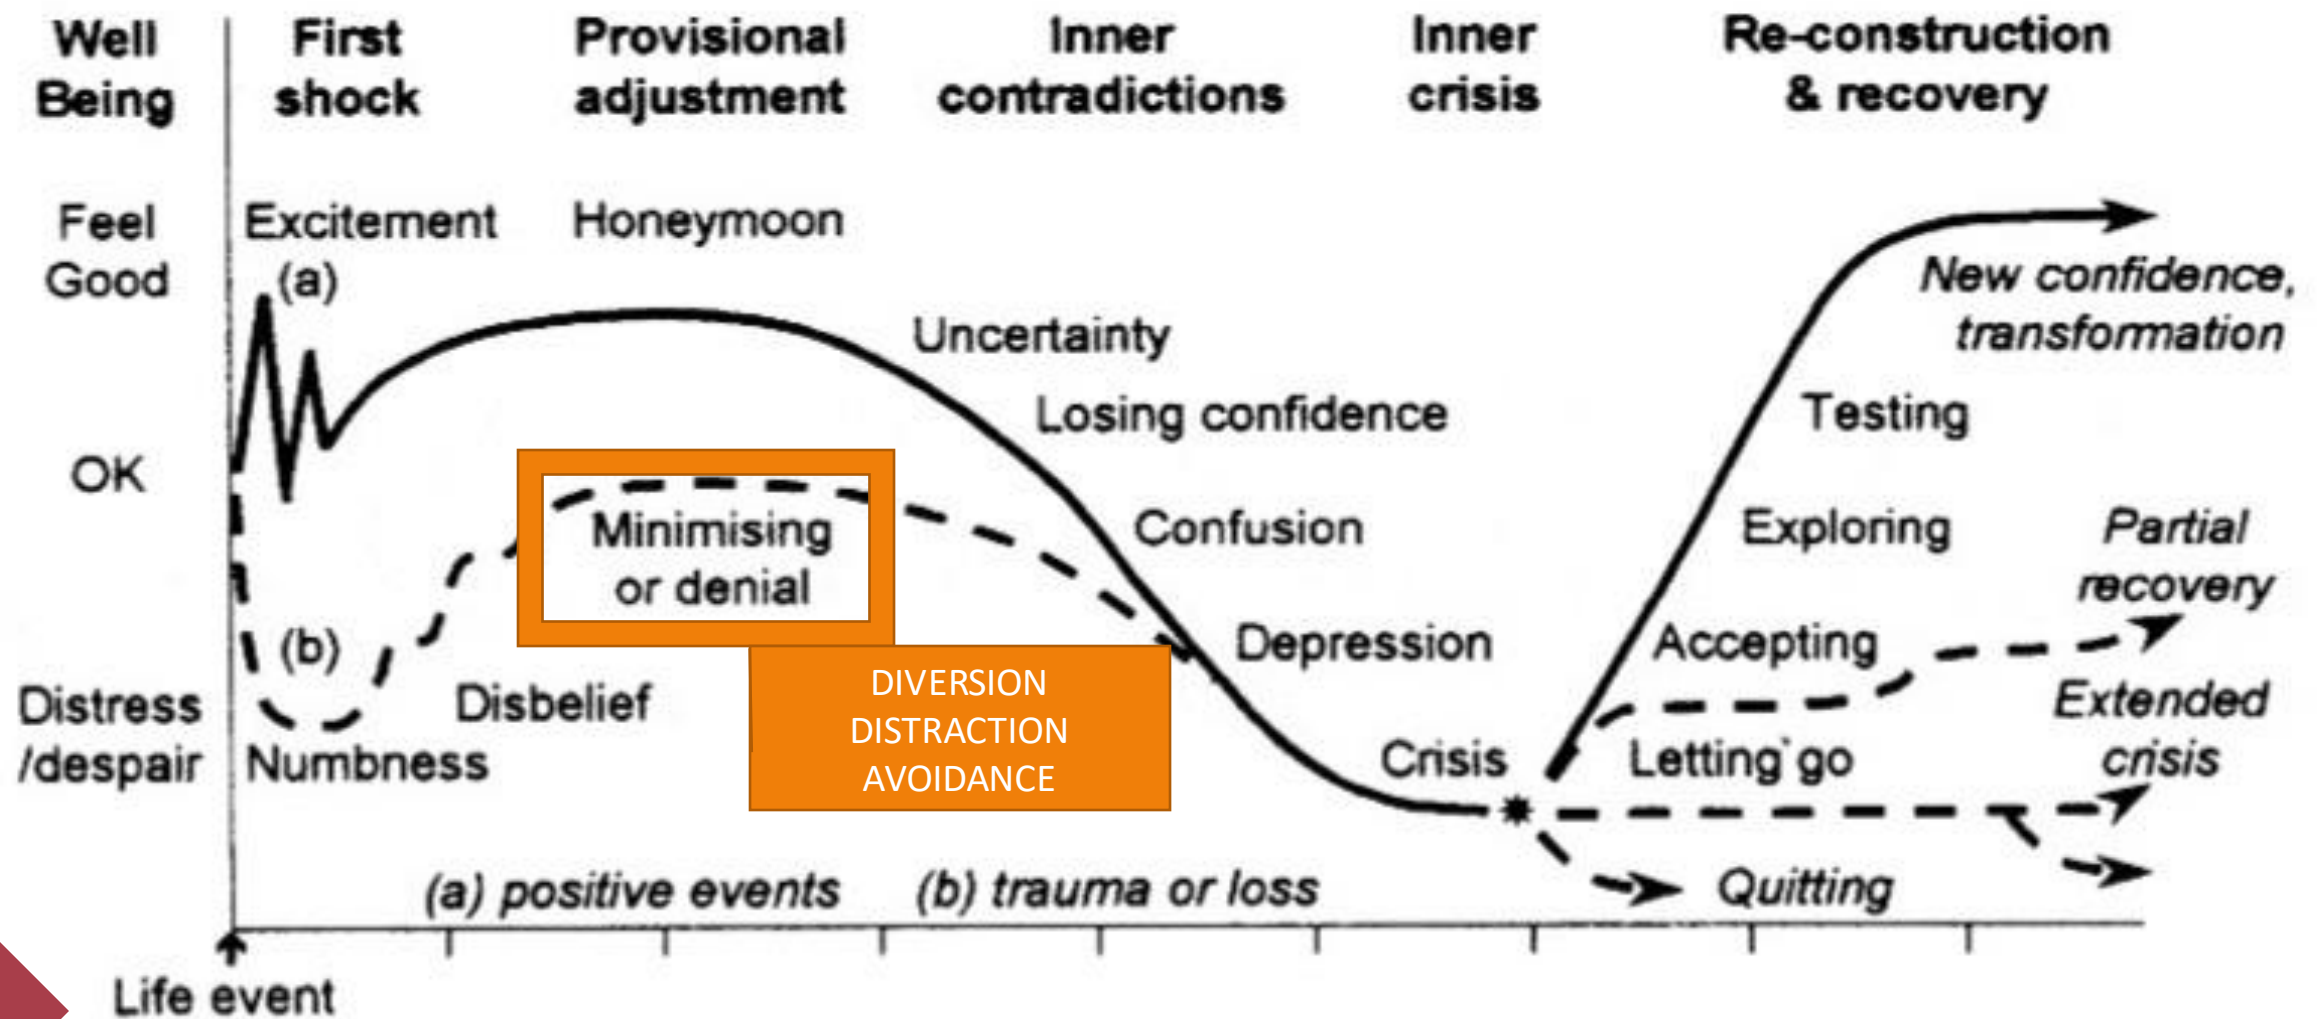 Well
Being
First
shock
Provisional
adjustment
Inner
contradictions
Inner
crisis
Re-construction
& recovery
Feel
Good
Excitement
(a)
Honeymoon
New confidence,
transformation
Uncertainty
Losing confidence
Testing
OK
Minimising
or denial
Confusion
Exploring
Partial
recovery
(b)
Depression
Accepting
Distress
/despair
Disbelief
Numbness
DIVERSION
DISTRACTION
AVOIDANCE
Crisis
Letting go
Extended
crisis
(a) positive events
(b) trauma or loss
Quitting
Life event